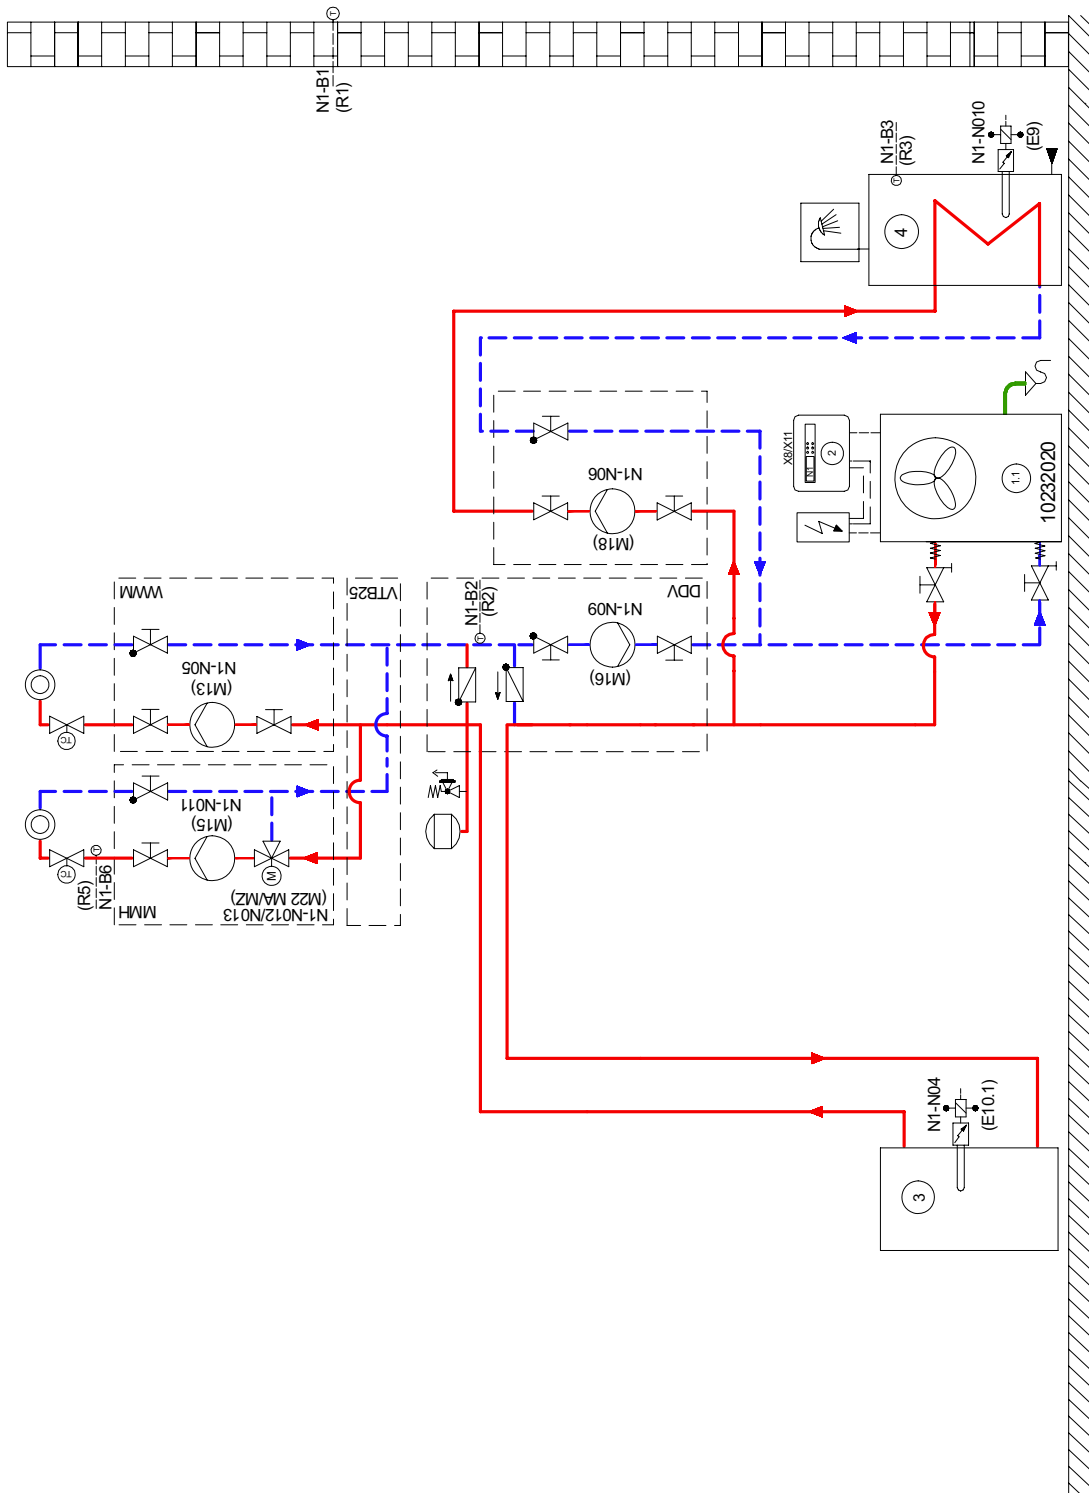 N1-B1
(R1)
N1-B3
(R3)
N1-N010
(E9)
4
X8/X11
N1
2
1.1
10232020
N1-N06
(M18)
WWM
N1-N05
(M13)
TC
VTB25
N1-B2
(R2)
DDV
N1-N09
(M16)
MMH
N1-N011
(M15)
TC
(R5)
N1-B6
M
N1-N012/N013
(M22 MA/MZ)
T
T
T
T
3
N1-N04
(E10.1)